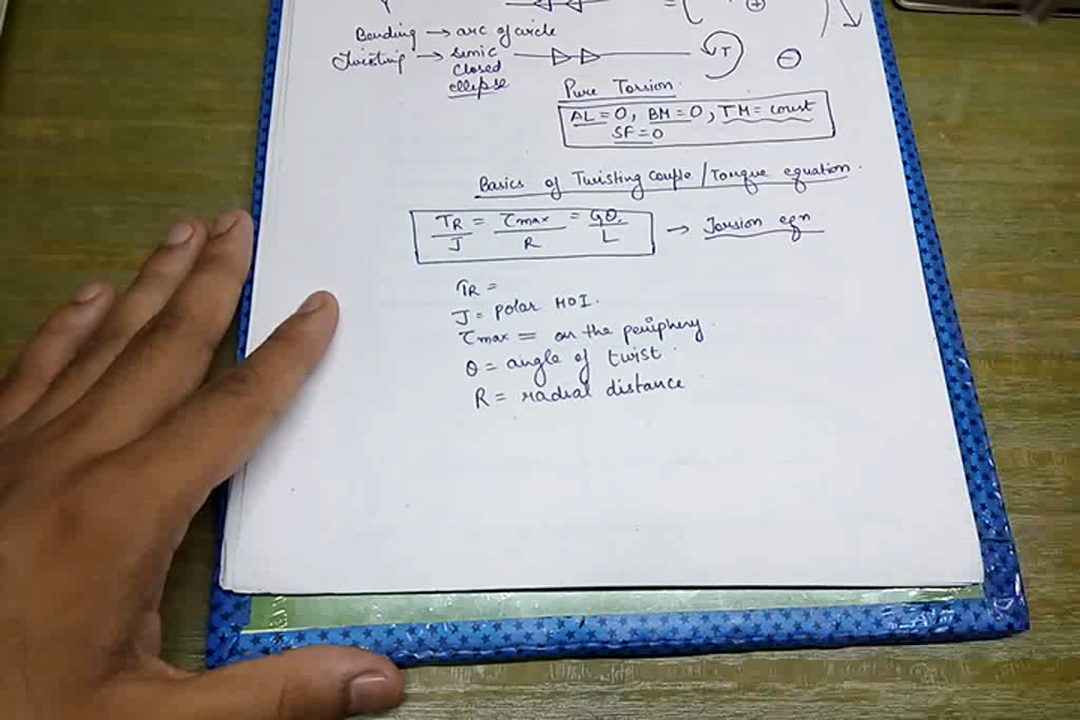 Bending → arc of circle
Twisting → semic closed ellipse
T
Pure Torsion
AL = 0, BM = 0, TM = const
SF = 0
Basics of Twisting Couple / Torque equation.
TR/J = τmax/R = Gθ/L → Torsion eqn
TR =
J = polar MOI.
τmax = on the periphery.
θ = angle of twist.
R = radial distance